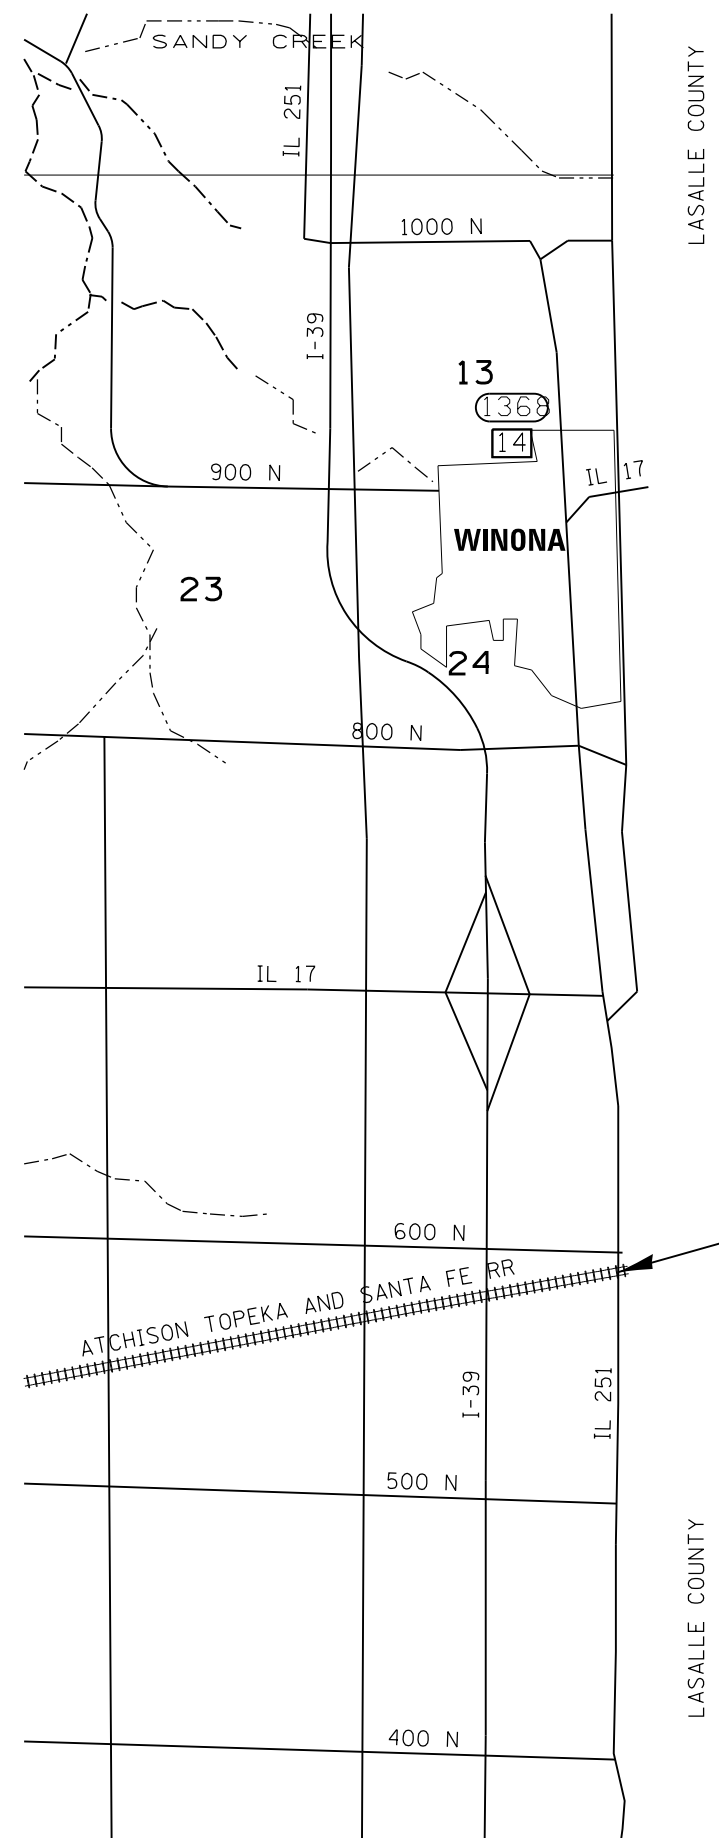 SANDY CREEK
LASALLE COUNTY
IL 251
1000 N
I-39
13
1368
14
900 N
IL 17
WINONA
23
24
800 N
IL 17
600 N
ATCHISON TOPEKA AND SANTA FE RR
I-39
IL 251
500 N
LASALLE COUNTY
400 N